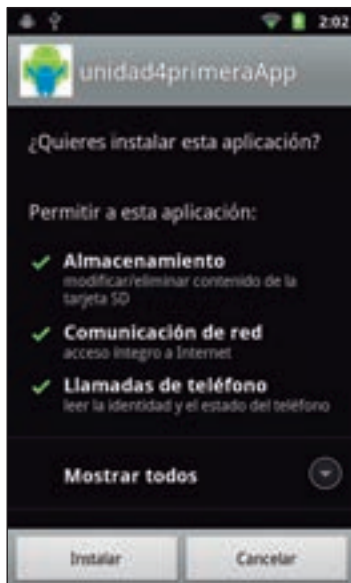 2:02
unidad4primeraApp
¿Quieres instalar esta aplicación?
Permitir a esta aplicación:
Almacenamiento
modificar/eliminar contenido de la
tarjeta SD
Comunicación de red
acceso íntegro a Internet
Llamadas de teléfono
leer la identidad y el estado del teléfono
Mostrar todos
Instalar
Cancelar